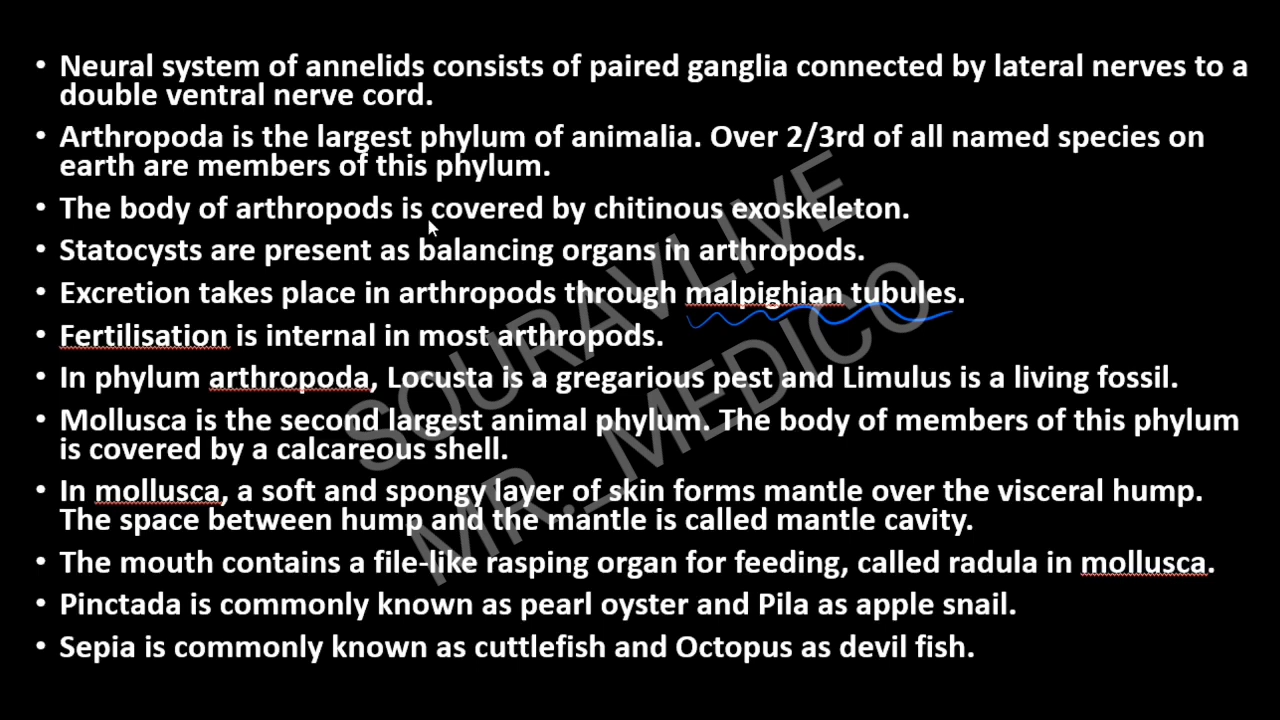 • Neural system of annelids consists of paired ganglia connected by lateral nerves to a
double ventral nerve cord.
• Arthropoda is the largest phylum of animalia. Over 2/3rd of all named species on
earth are members of this phylum.
• The body of arthropods is covered by chitinous exoskeleton.
• Statocysts are present as balancing organs in arthropods.
• Excretion takes place in arthropods through malpighian tubules.
• Fertilisation is internal in most arthropods.
• In phylum arthropoda, Locusta is a gregarious pest and Limulus is a living fossil.
• Mollusca is the second largest animal phylum. The body of members of this phylum
is covered by a calcareous shell.
• In mollusca, a soft and spongy layer of skin forms mantle over the visceral hump.
The space between hump and the mantle is called mantle cavity.
• The mouth contains a file-like rasping organ for feeding, called radula in mollusca.
• Pinctada is commonly known as pearl oyster and Pila as apple snail.
• Sepia is commonly known as cuttlefish and Octopus as devil fish.
SOURAVLIVE
MR._MEDICO